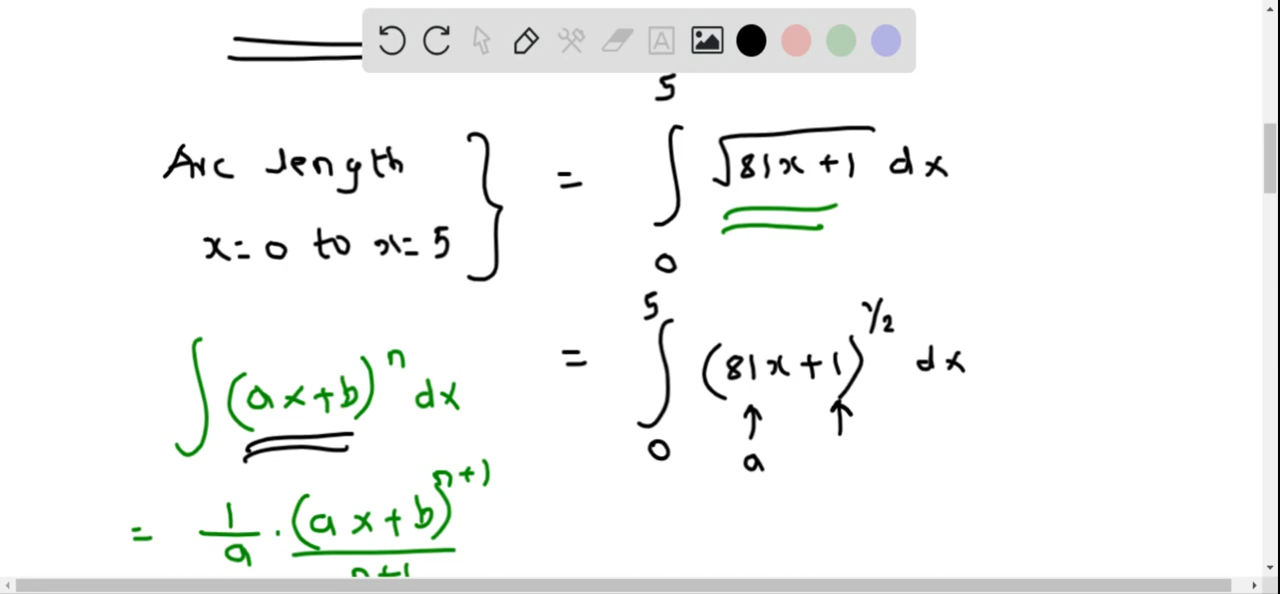 Arc length } = ∫₀⁵ √(81x + 1) dx
x = 0 to x = 5
= ∫₀⁵ (81x + 1)^{1/2} dx
∫ (ax + b)^n dx
a
= 1/a · (ax + b)^{n+1} / n+1